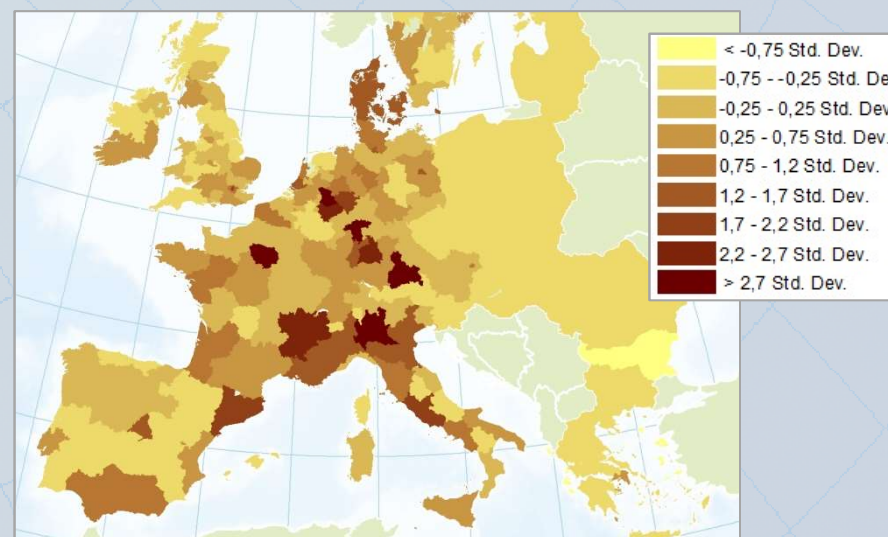 < -0,75 Std. Dev.
-0,75 - -0,25 Std. De
-0,25 - 0,25 Std. Dev
0,25 - 0,75 Std. Dev.
0,75 - 1,2 Std. Dev.
1,2 - 1,7 Std. Dev.
1,7 - 2,2 Std. Dev.
2,2 - 2,7 Std. Dev.
> 2,7 Std. Dev.